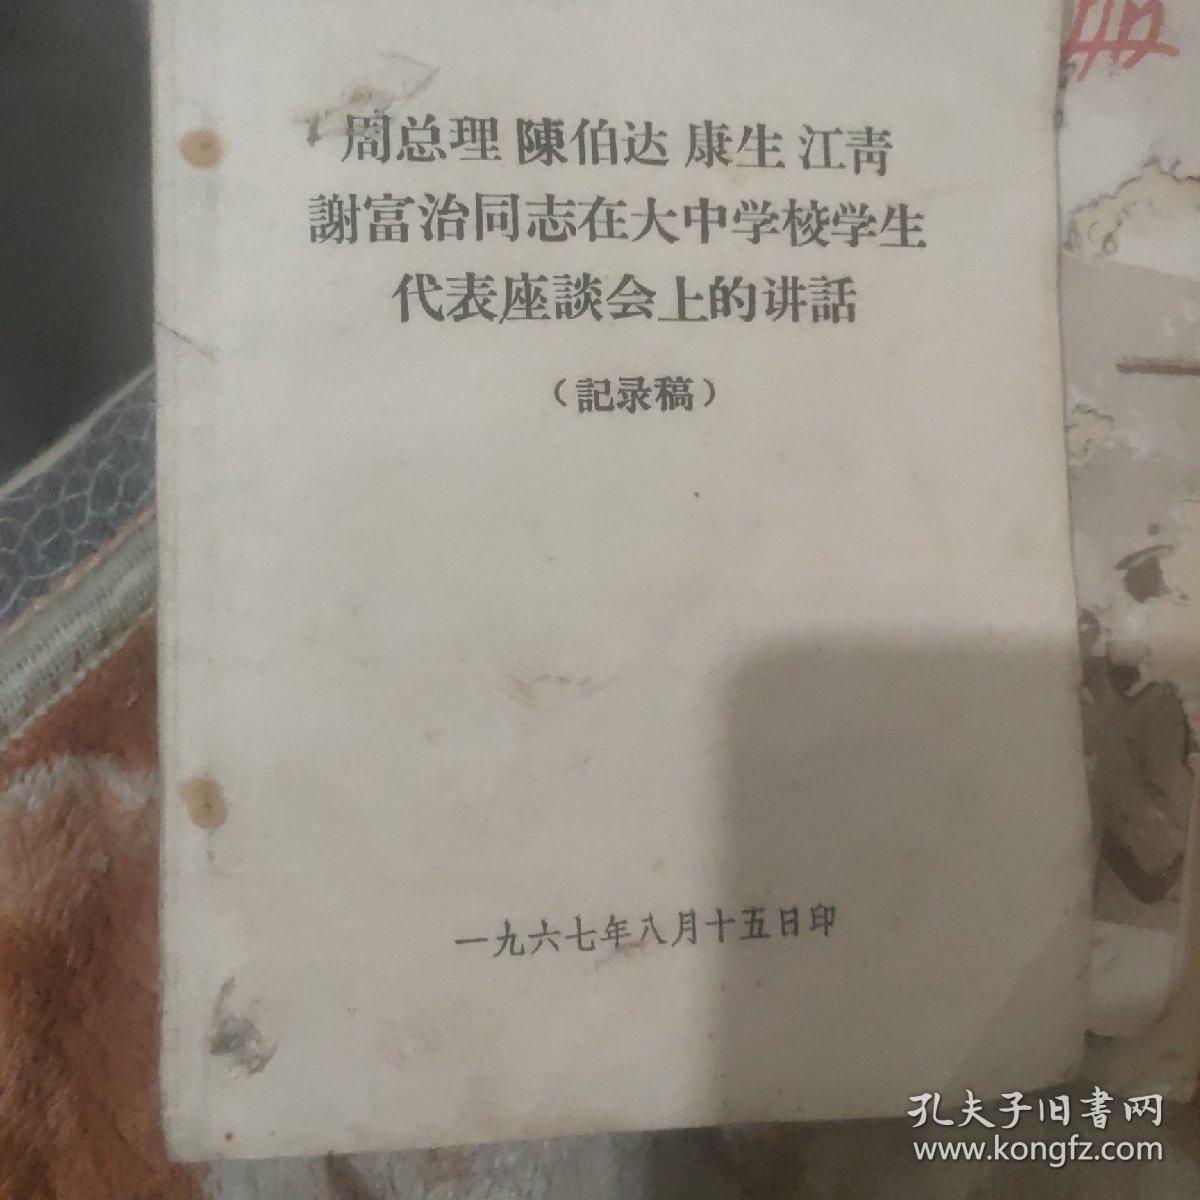 周总理 陳伯达 康生 江青
謝富治同志在大中学校学生
代表座談会上的讲話
（記录稿）
一九六七年八月十五日印
孔夫子旧書网
www.kongfz.com